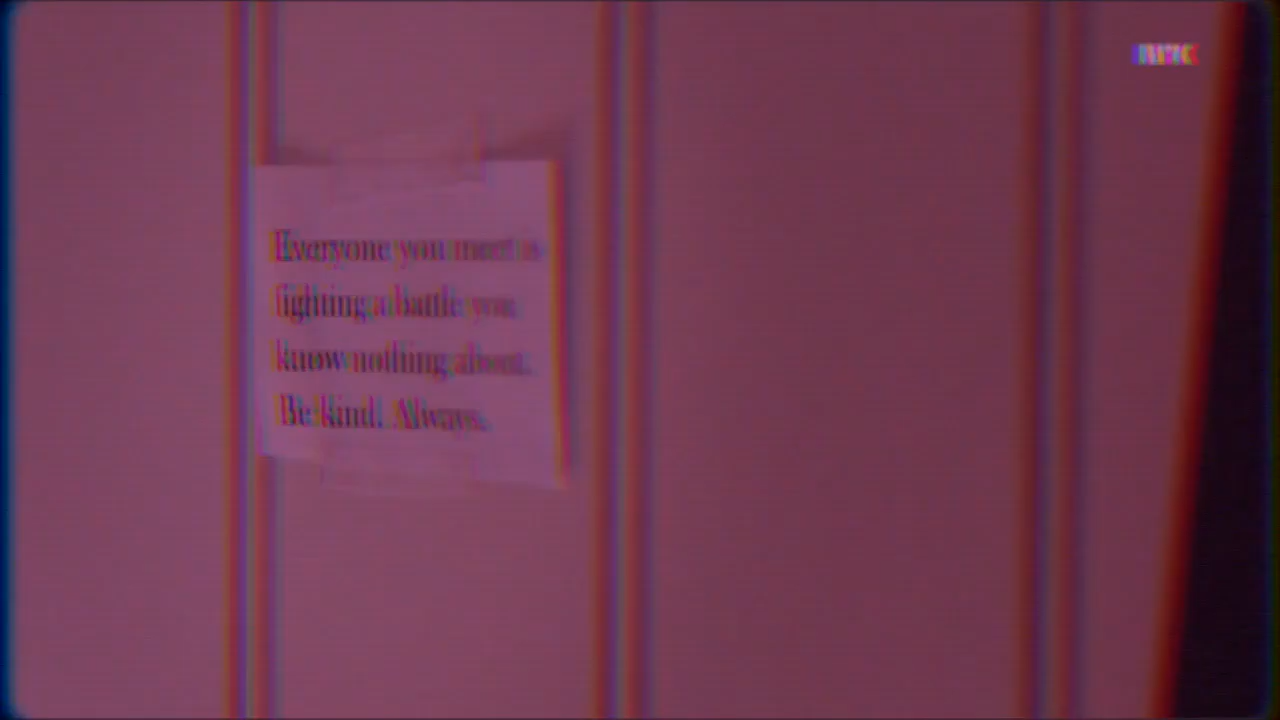 Everyone you meet is
fighting a battle you
know nothing about.
Be kind. Always.